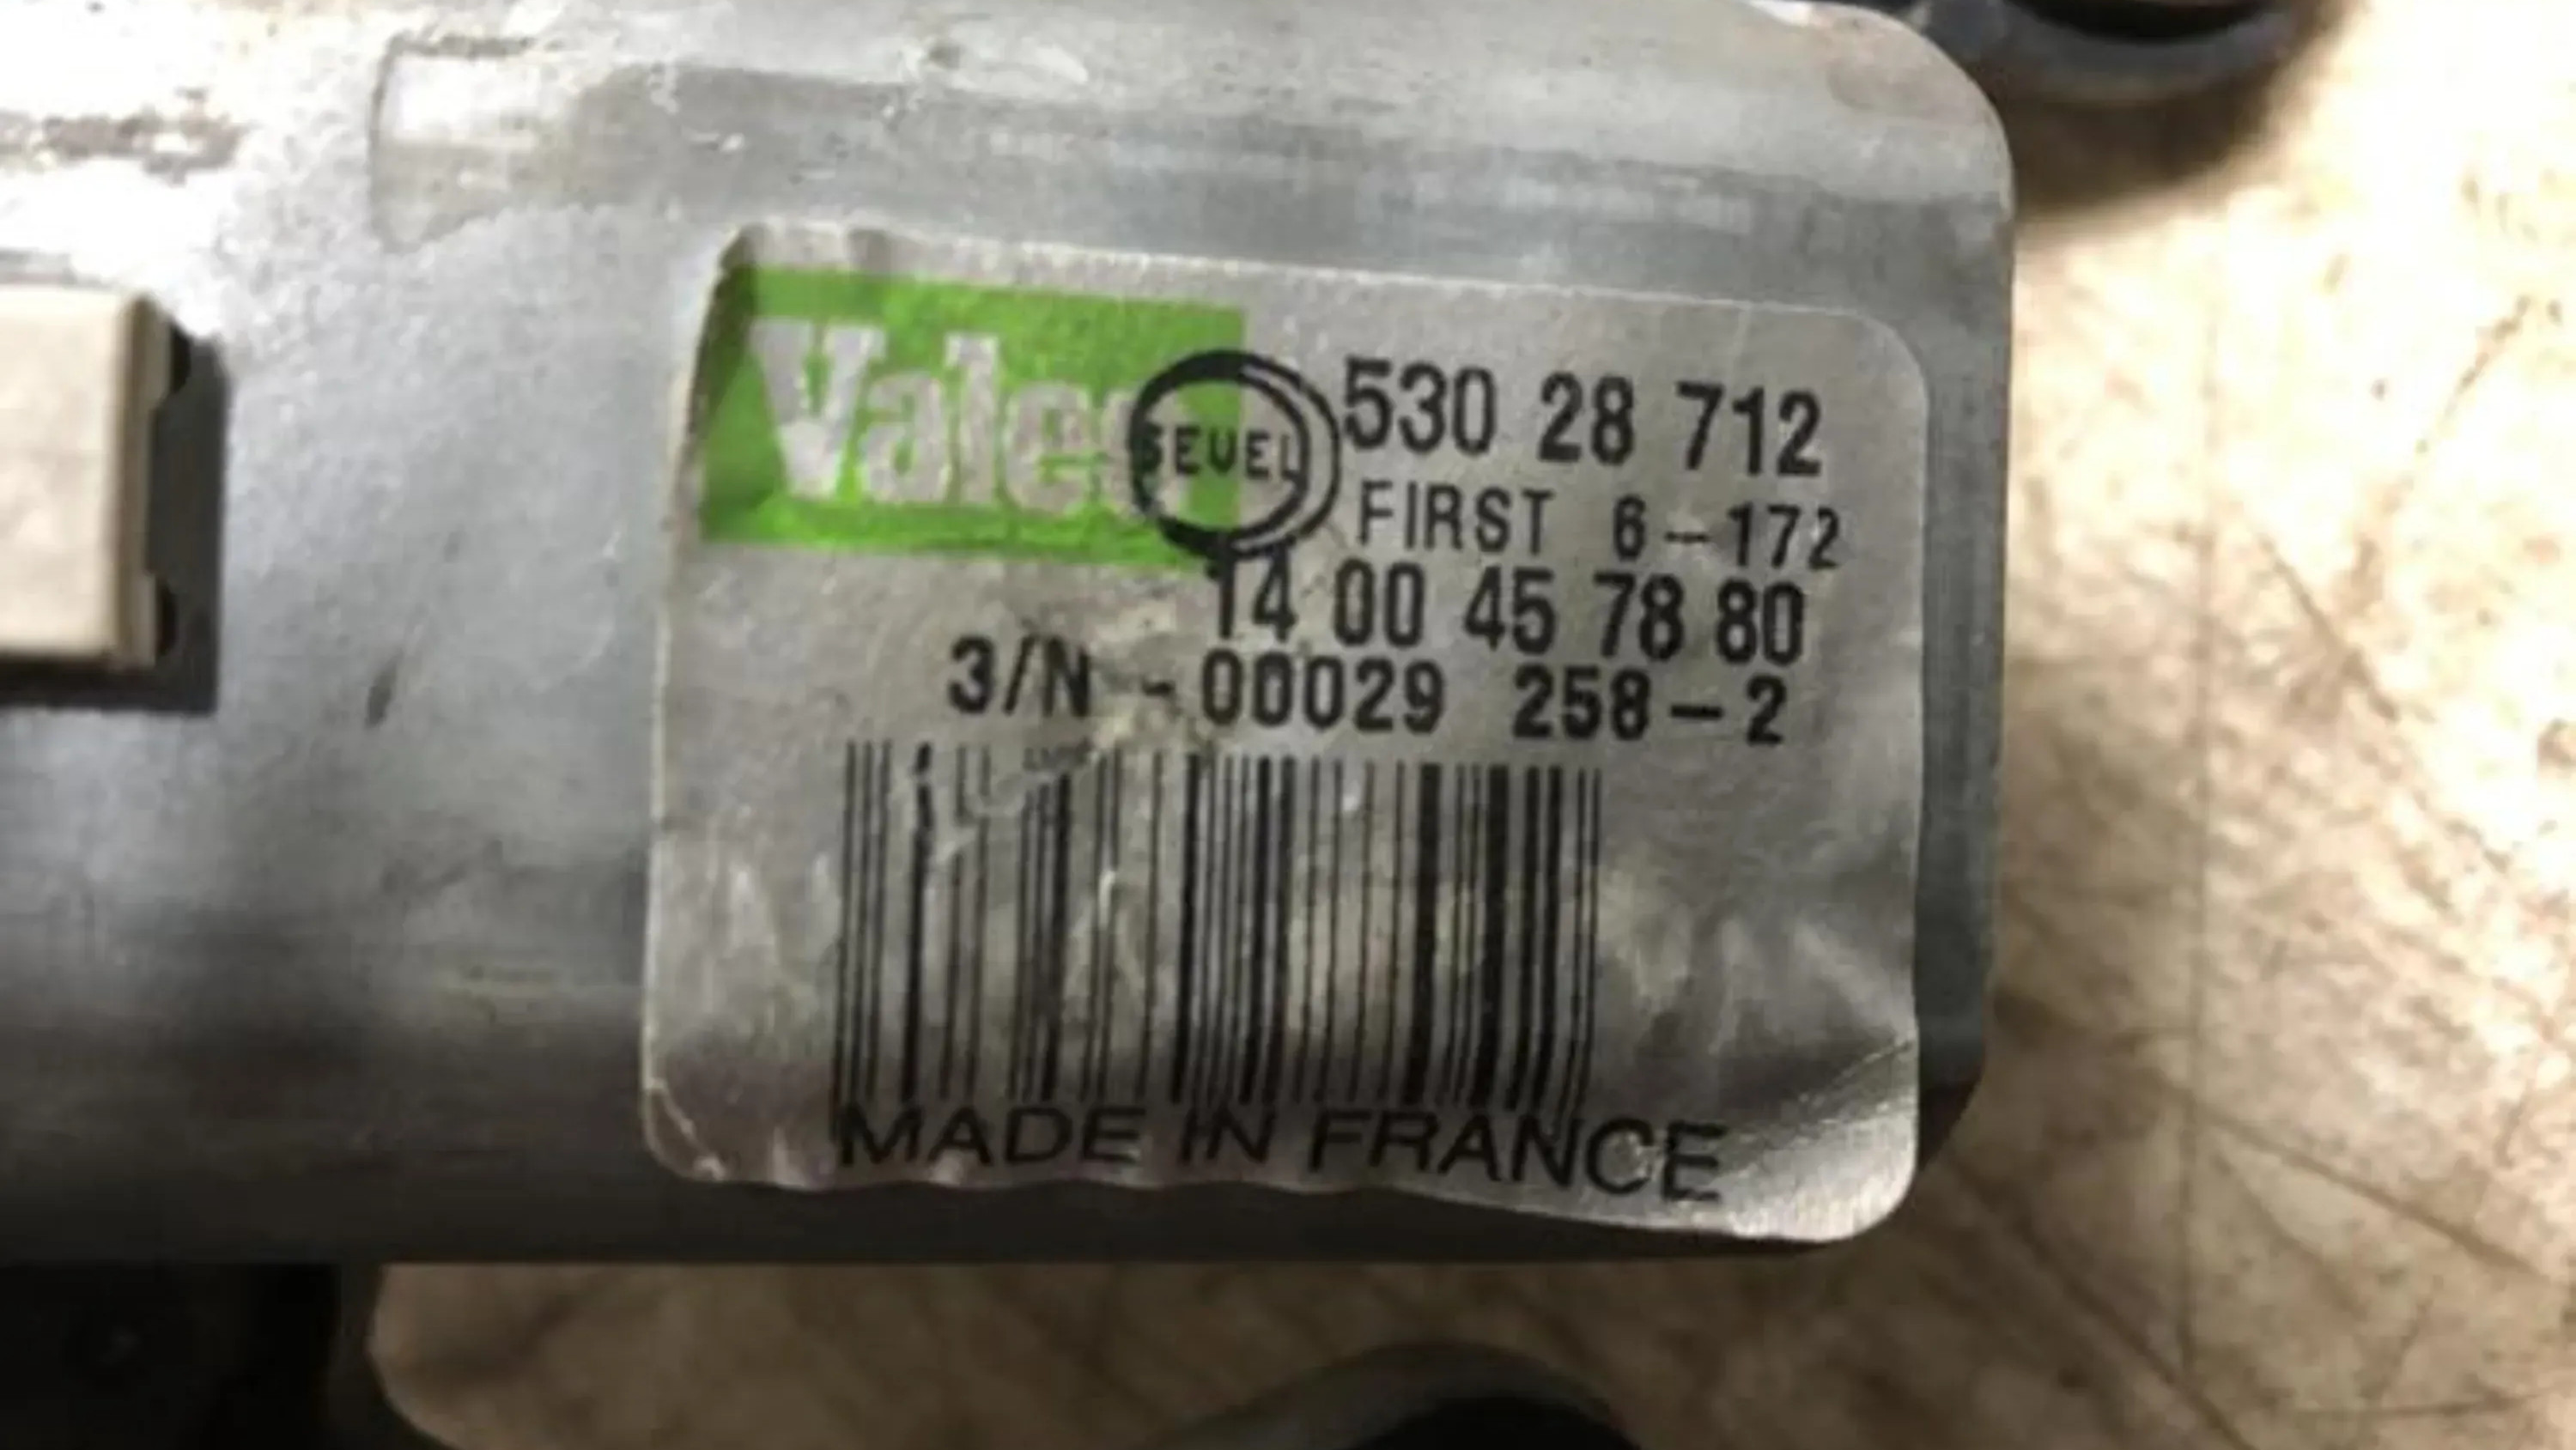 Valeo
SEVEL
530 28 712
FIRST 6-172
14 00 45 78 80
3/N - 00029 258-2
MADE IN FRANCE